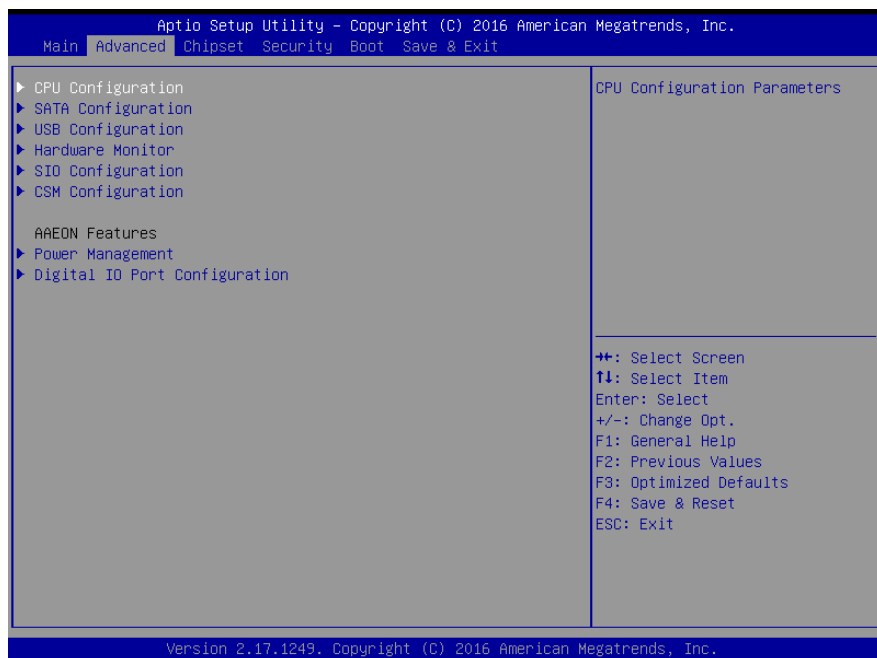 Aptio Setup Utility – Copyright (C) 2016 American Megatrends, Inc.
Main Advanced Chipset Security Boot Save & Exit
CPU Configuration
SATA Configuration
USB Configuration
Hardware Monitor
SIO Configuration
CSM Configuration
AAEON Features
Power Management
Digital IO Port Configuration
CPU Configuration Parameters
→←: Select Screen
↑↓: Select Item
Enter: Select
+/-: Change Opt.
F1: General Help
F2: Previous Values
F3: Optimized Defaults
F4: Save & Reset
ESC: Exit
Version 2.17.1249. Copyright (C) 2016 American Megatrends, Inc.